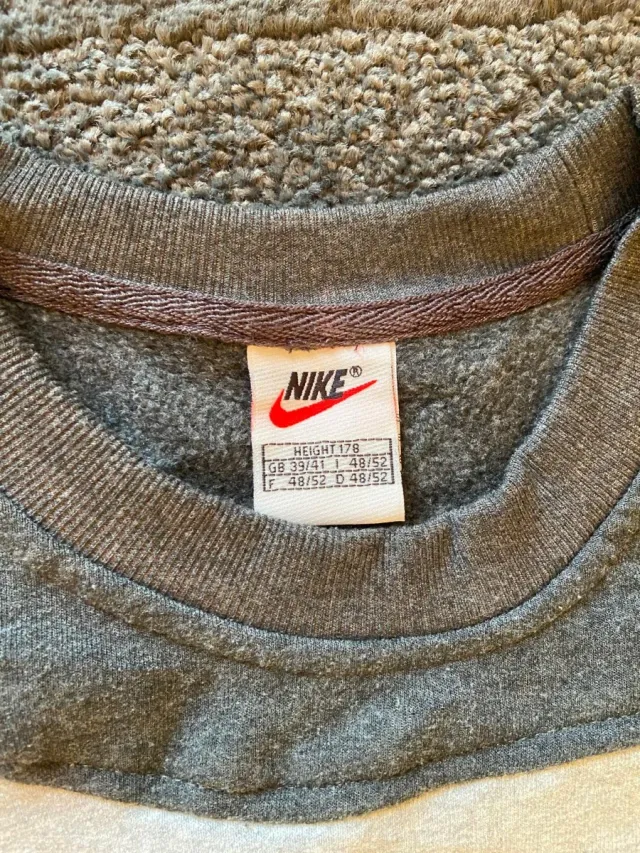 NIKE®
HEIGHT 178
GB 39/41 I 48/52
F 48/52 D 48/52